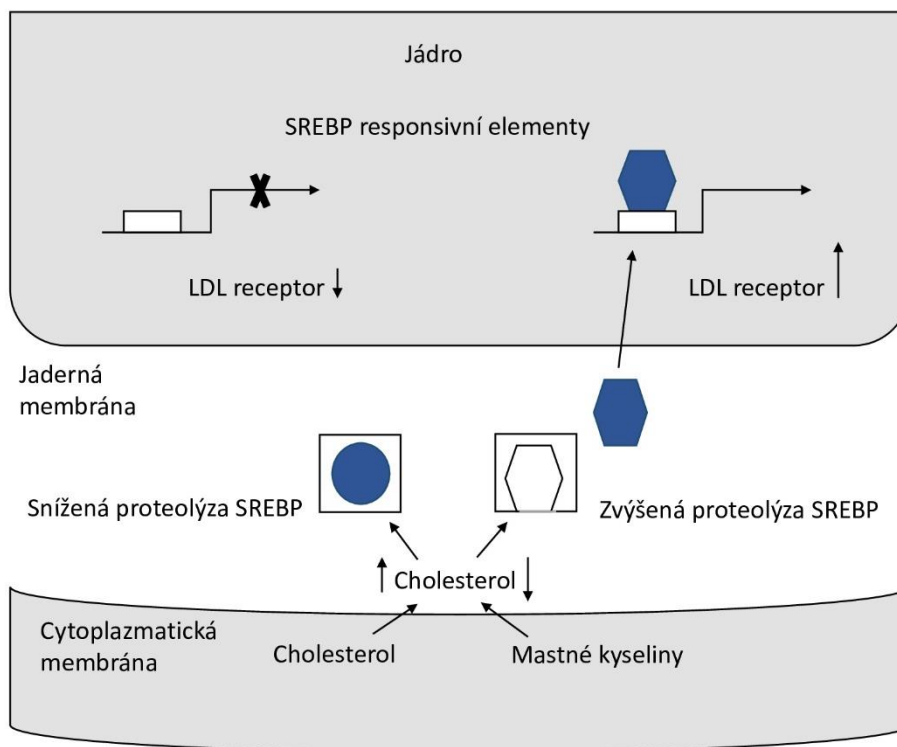 Jádro
SREBP responsivní elementy
LDL receptor
LDL receptor
Jaderná
membrána
Snížená proteolýza SREBP
Zvýšená proteolýza SREBP
Cholesterol
Cytoplazmatická
membrána
Cholesterol
Mastné kyseliny